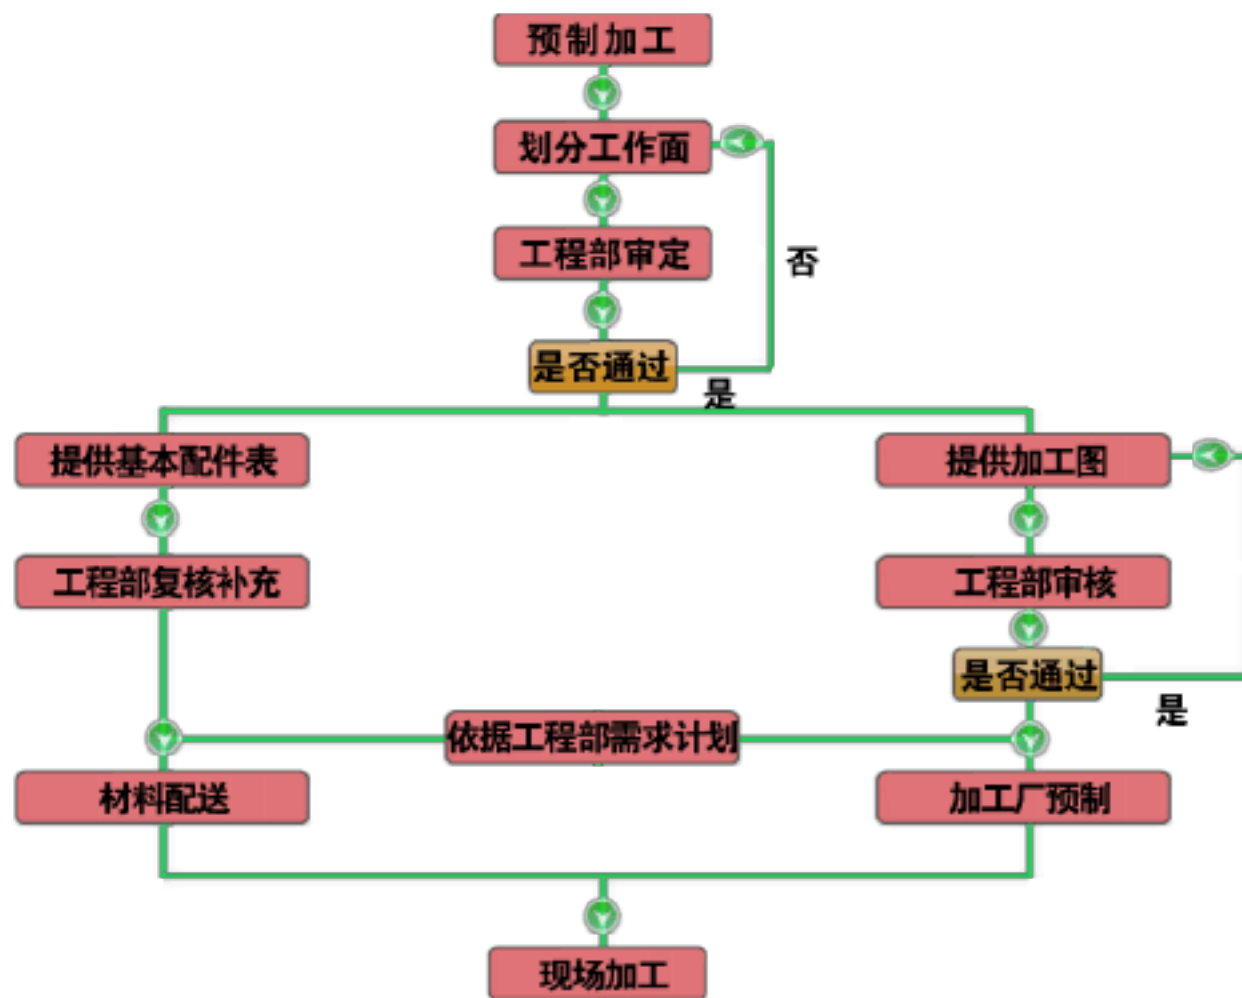 预制加工
划分工作面
工程部审定
否
是否通过
是
提供基本配件表
提供加工图
工程部复核补充
工程部审核
是否通过
是
依据工程部需求计划
材料配送
加工厂预制
现场加工